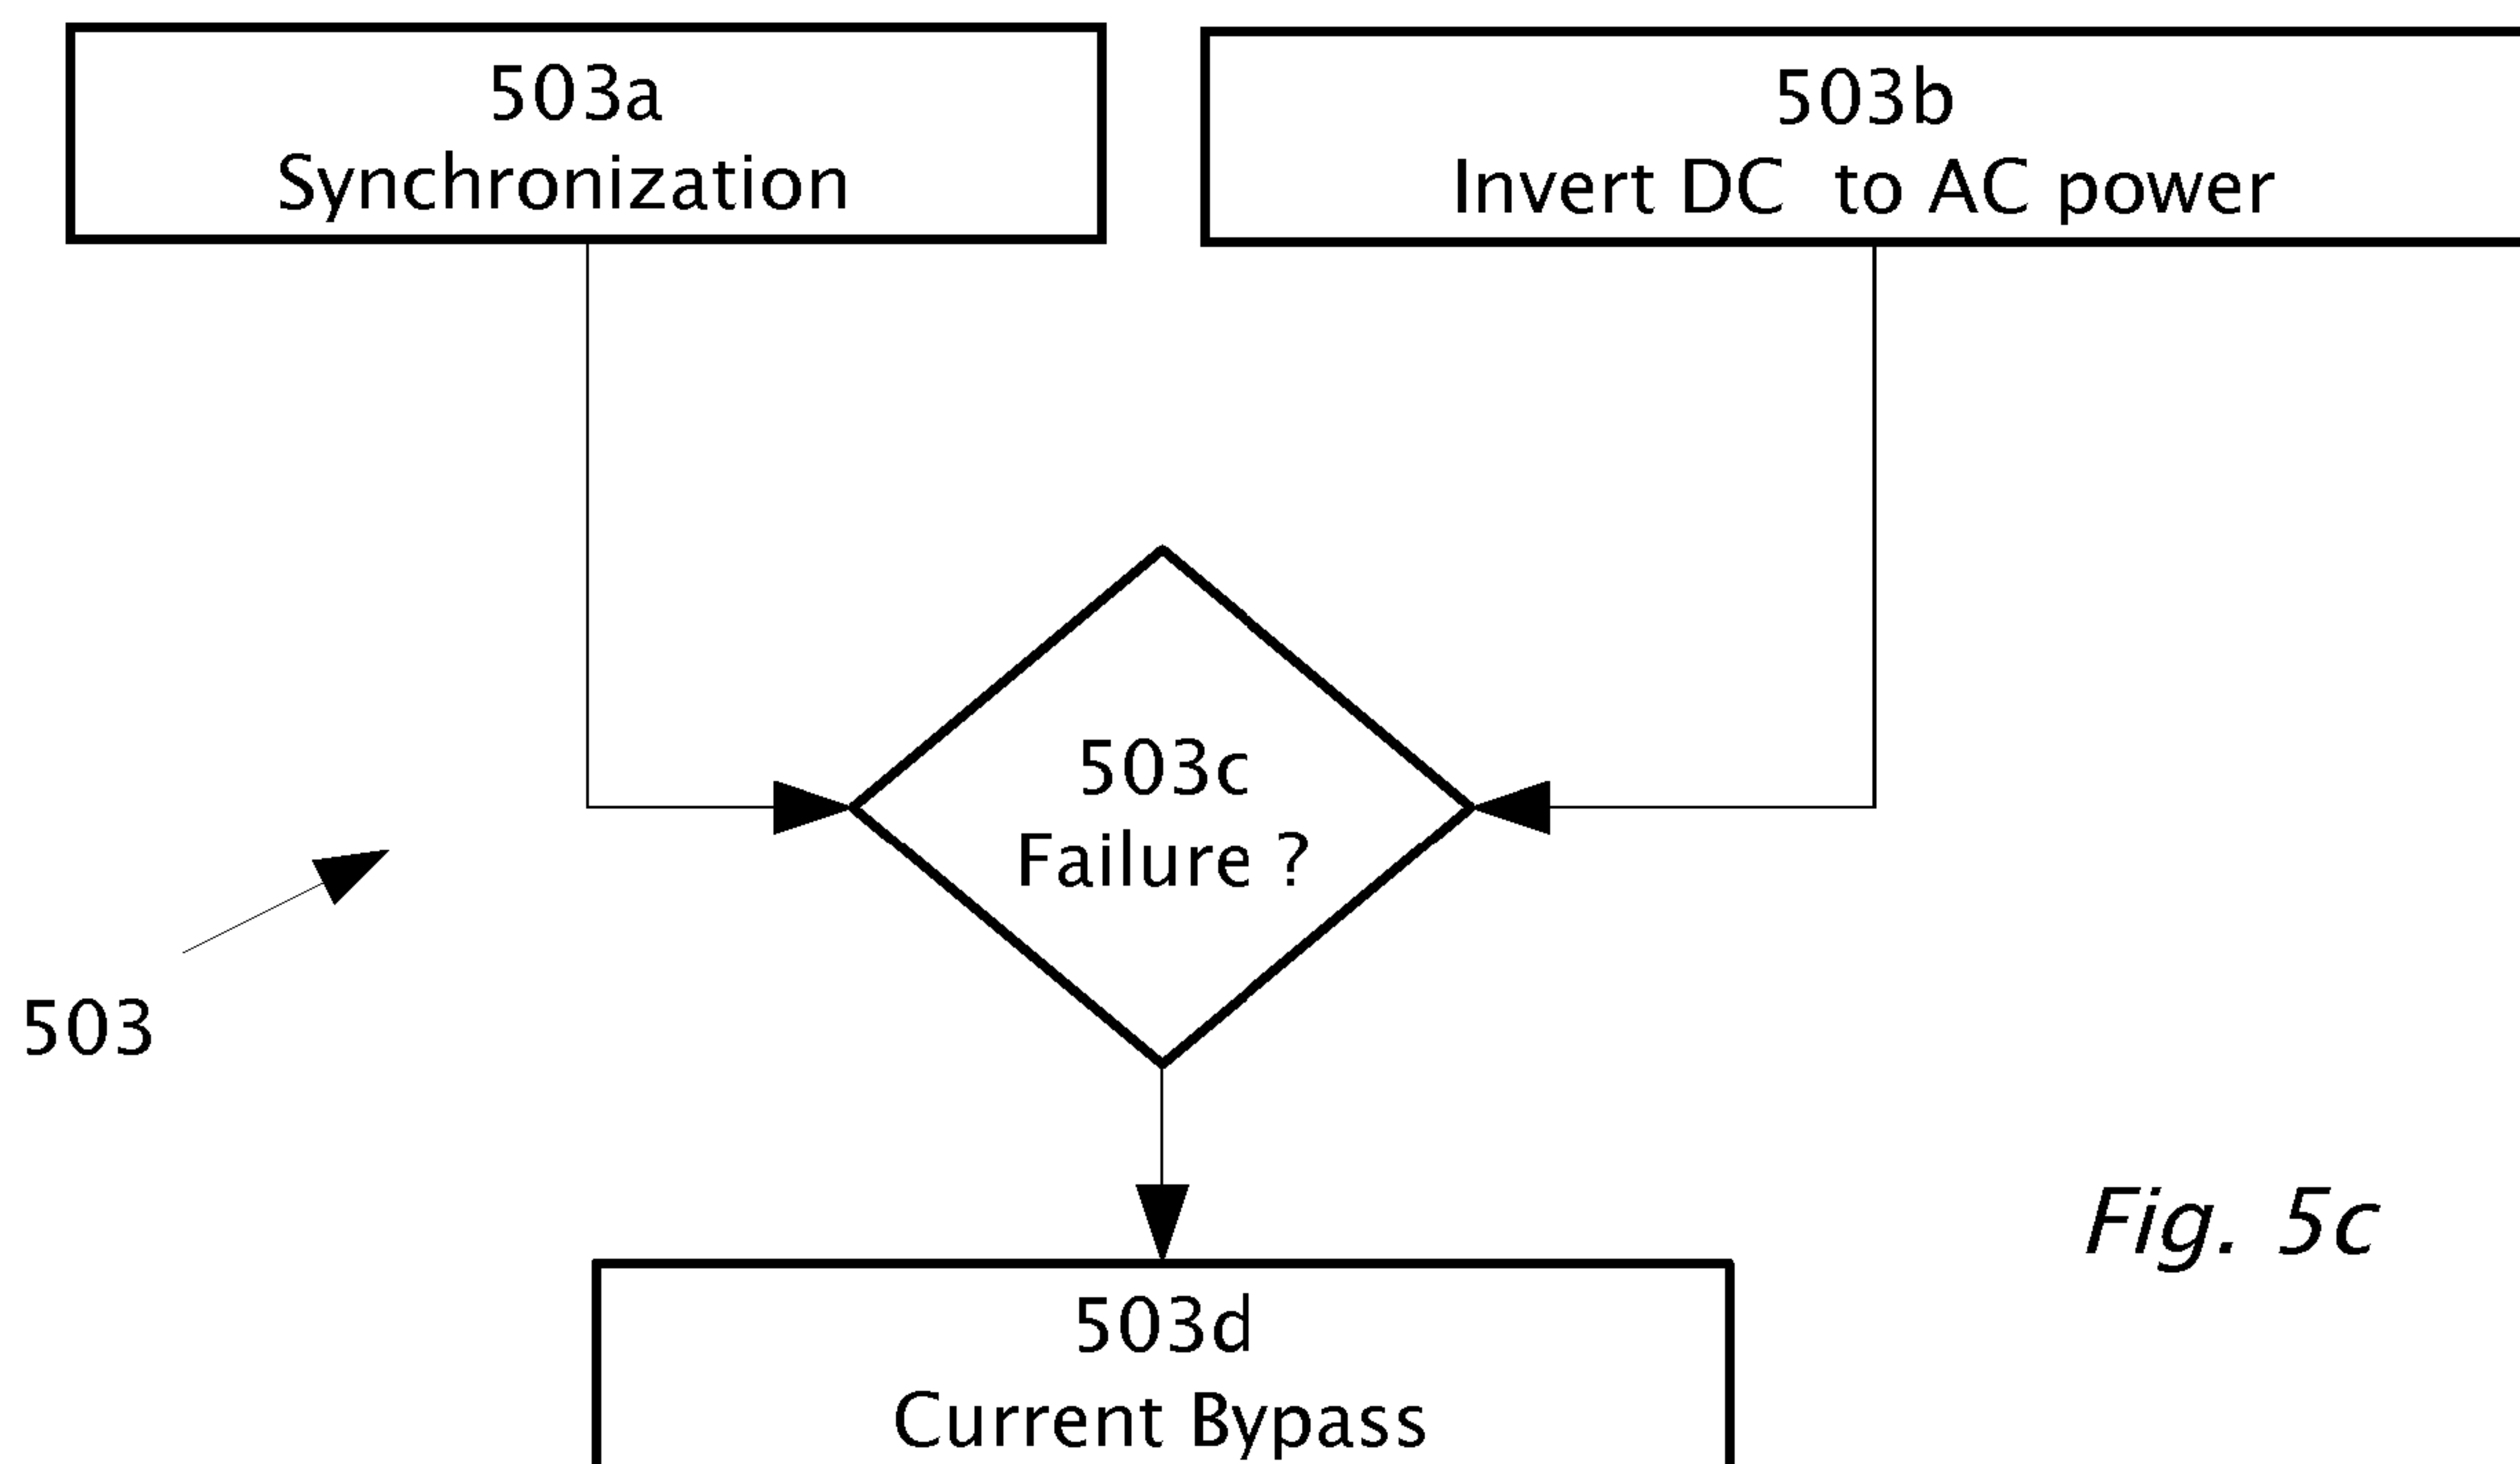 503a
Synchronization
503b
Invert DC to AC power
503c
Failure ?
503
Fig. 5c
503d
Current Bypass